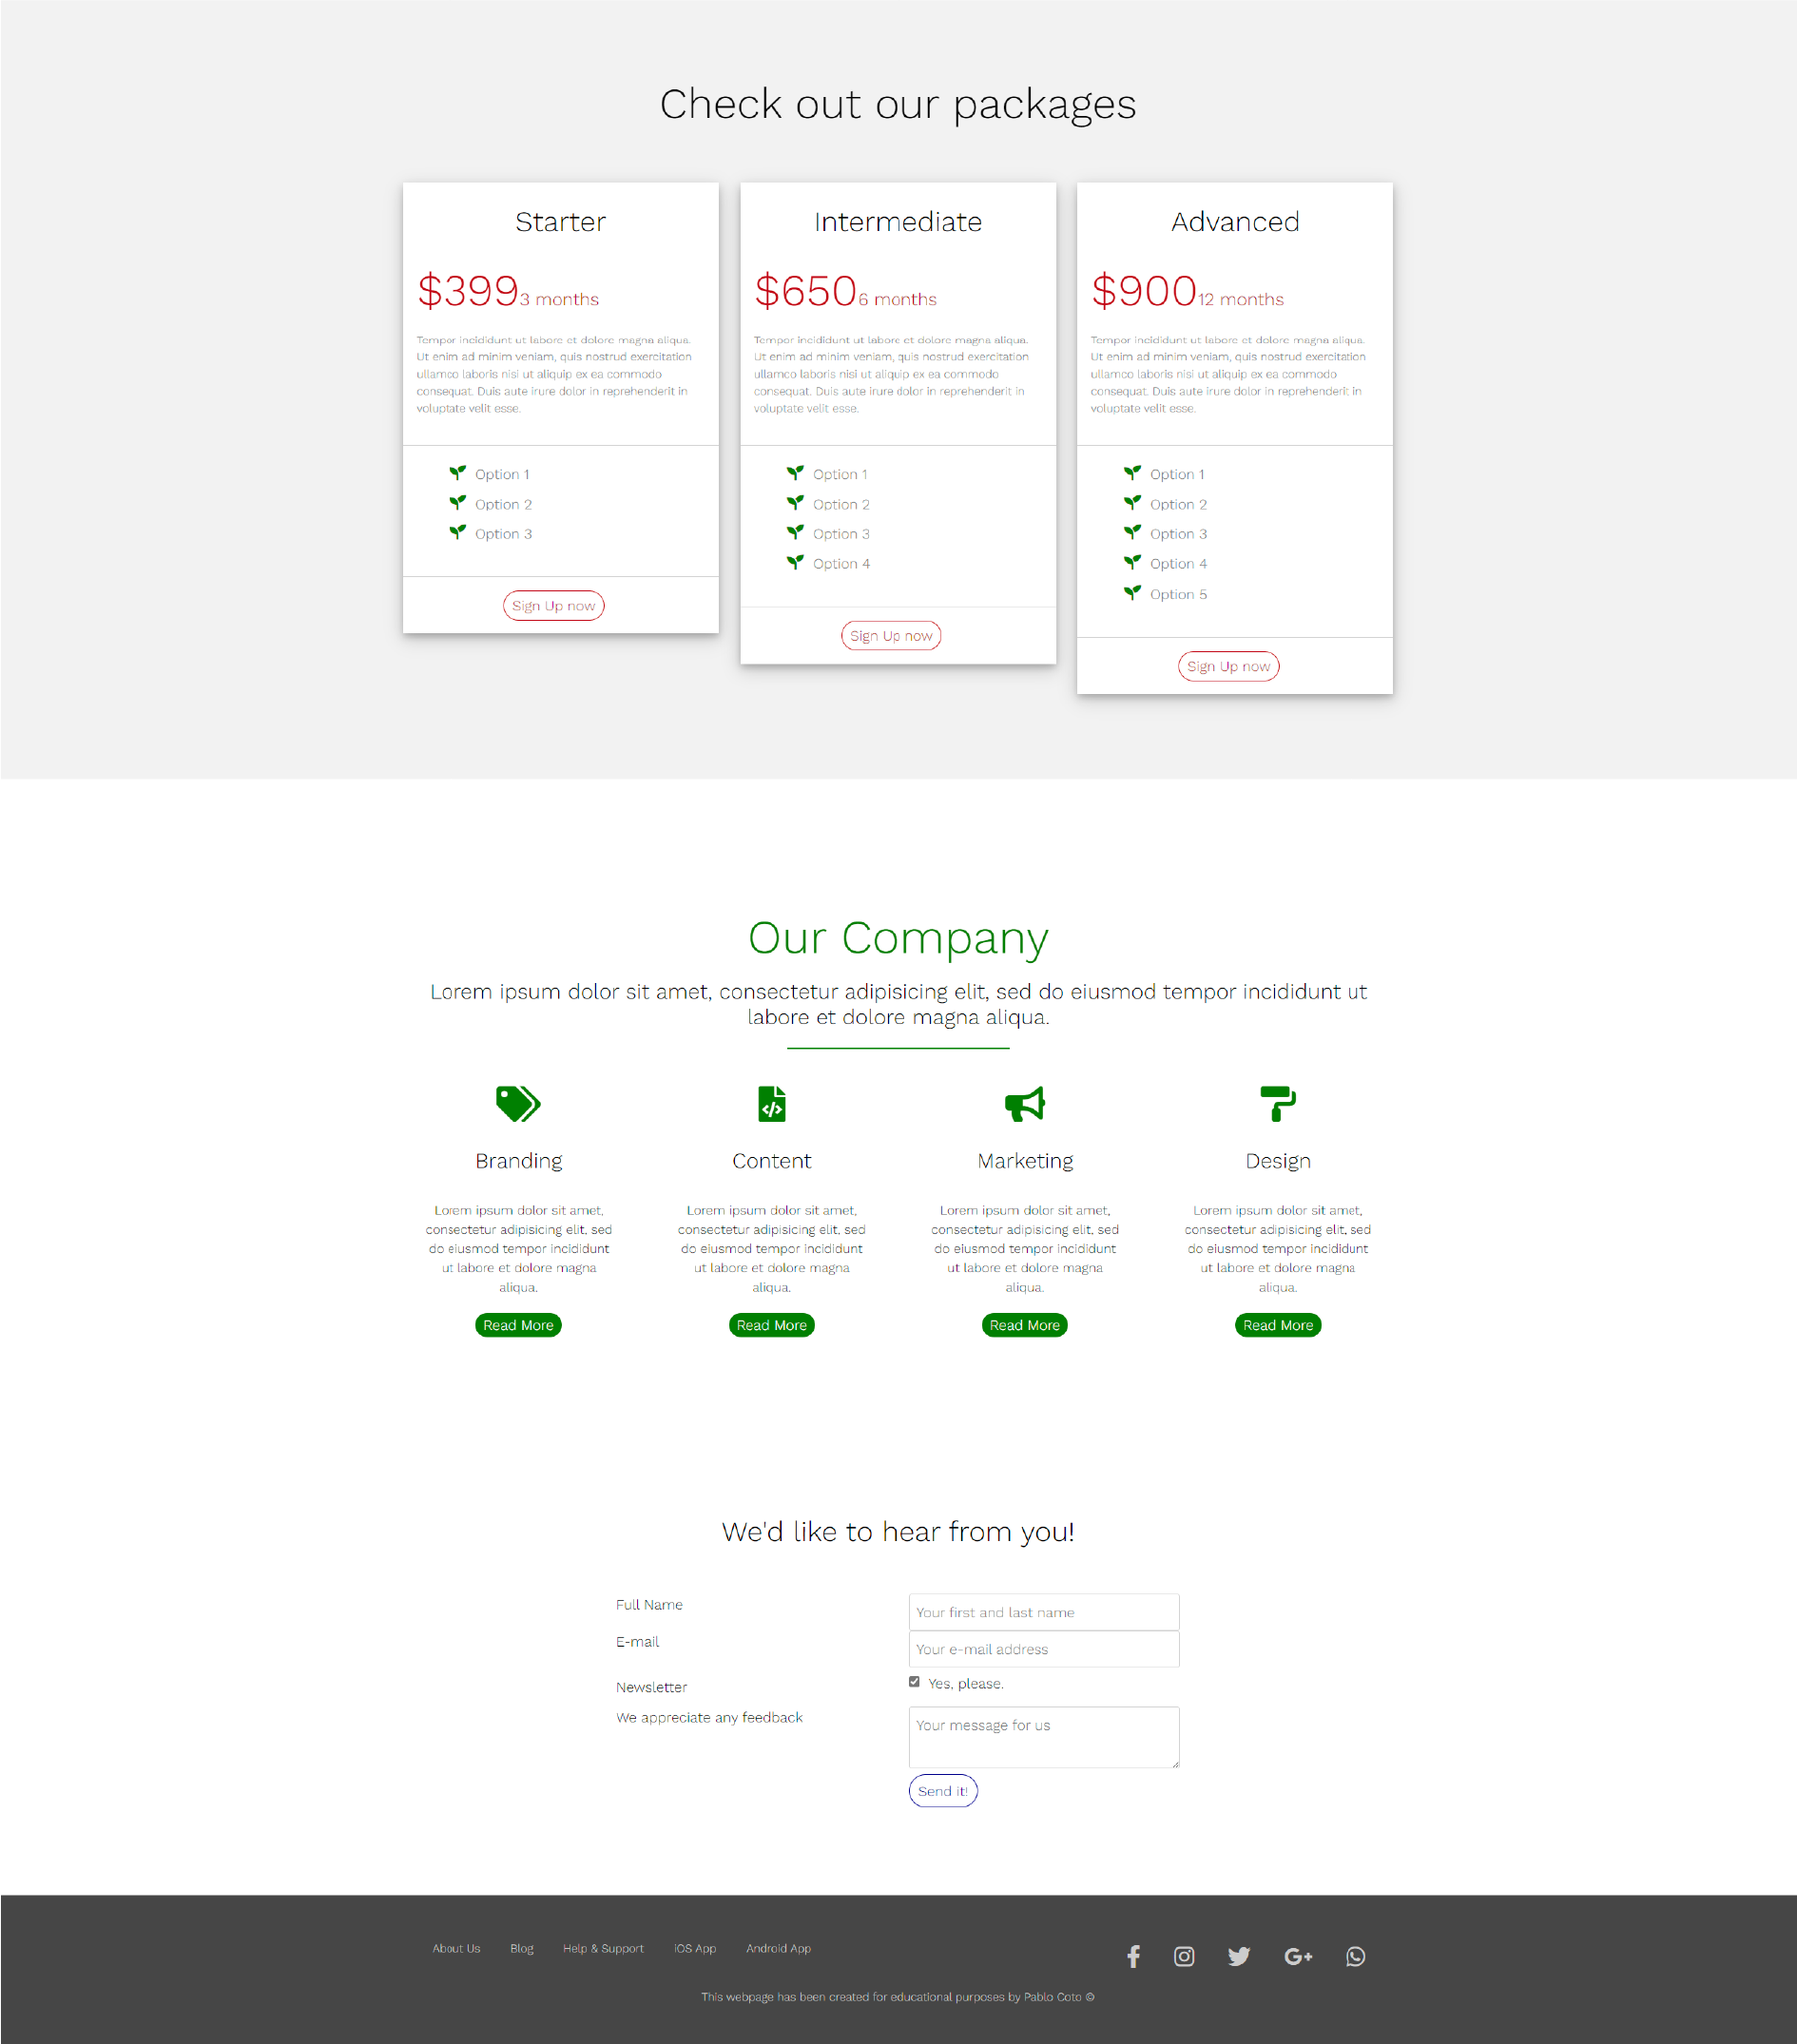 Check out our packages
Starter
$399 3 months
Tempor incididunt ut labore et dolore magna aliqua.
Ut enim ad minim veniam, quis nostrud exercitation
ullamco laboris nisi ut aliquip ex ea commodo
consequat. Duis aute irure dolor in reprehenderit in
voluptate velit esse.
Option 1
Option 2
Option 3
Sign Up now
Intermediate
$650 6 months
Tempor incididunt ut labore et dolore magna aliqua.
Ut enim ad minim veniam, quis nostrud exercitation
ullamco laboris nisi ut aliquip ex ea commodo
consequat. Duis aute irure dolor in reprehenderit in
voluptate velit esse.
Option 1
Option 2
Option 3
Option 4
Sign Up now
Advanced
$900 12 months
Tempor incididunt ut labore et dolore magna aliqua.
Ut enim ad minim veniam, quis nostrud exercitation
ullamco laboris nisi ut aliquip ex ea commodo
consequat. Duis aute irure dolor in reprehenderit in
voluptate velit esse.
Option 1
Option 2
Option 3
Option 4
Option 5
Sign Up now
Our Company
Lorem ipsum dolor sit amet, consectetur adipisicing elit, sed do eiusmod tempor incididunt ut
labore et dolore magna aliqua.
Branding
Lorem ipsum dolor sit amet,
consectetur adipisicing elit, sed
do eiusmod tempor incididunt
ut labore et dolore magna
aliqua.
Read More
Content
Lorem ipsum dolor sit amet,
consectetur adipisicing elit, sed
do eiusmod tempor incididunt
ut labore et dolore magna
aliqua.
Read More
Marketing
Lorem ipsum dolor sit amet,
consectetur adipisicing elit, sed
do eiusmod tempor incididunt
ut labore et dolore magna
aliqua.
Read More
Design
Lorem ipsum dolor sit amet,
consectetur adipisicing elit, sed
do eiusmod tempor incididunt
ut labore et dolore magna
aliqua.
Read More
We'd like to hear from you!
Full Name
Your first and last name
E-mail
Your e-mail address
Newsletter
Yes, please.
We appreciate any feedback
Your message for us
Send it!
About Us
Blog
Help & Support
iOS App
Android App
This webpage has been created for educational purposes by Pablo Coto ©